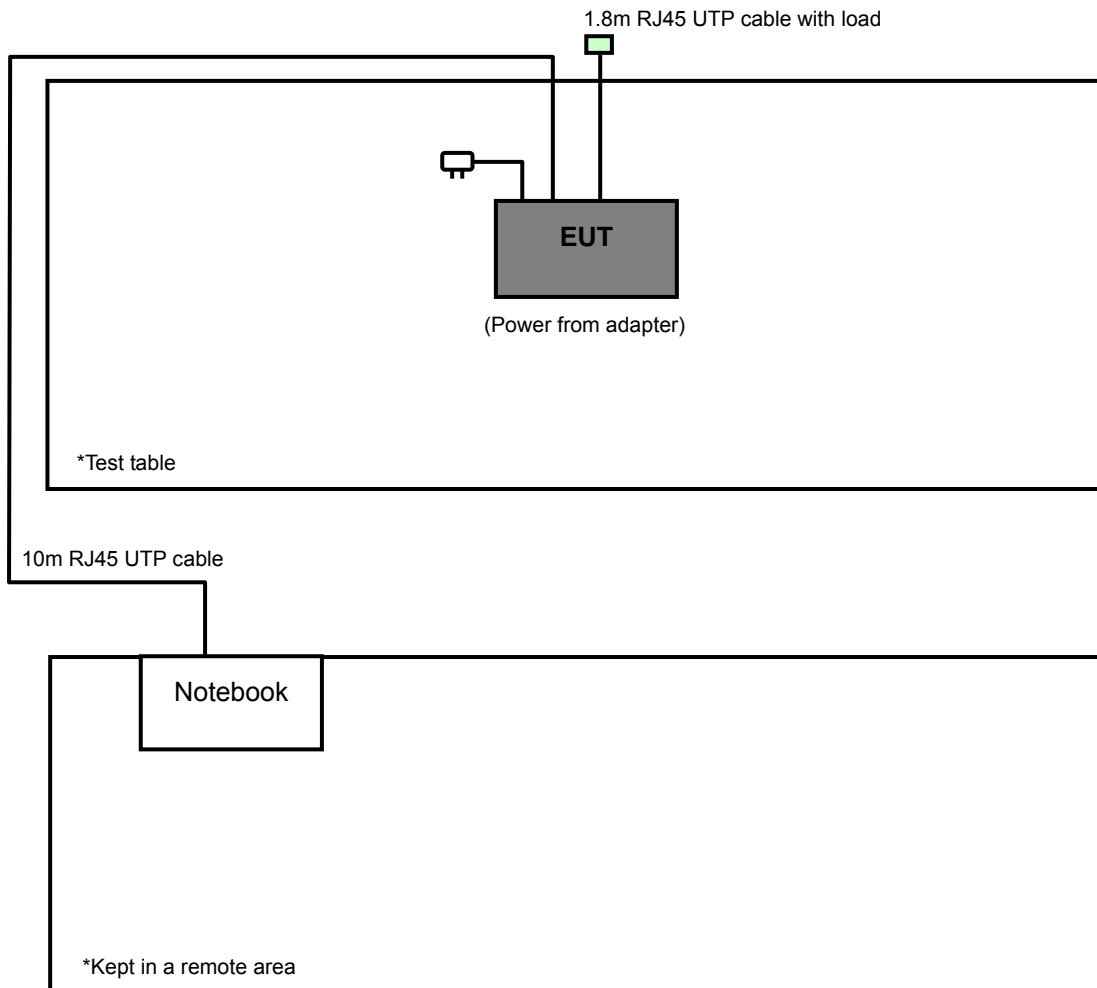 1.8m RJ45 UTP cable with load
EUT
(Power from adapter)
*Test table
10m RJ45 UTP cable
Notebook
*Kept in a remote area